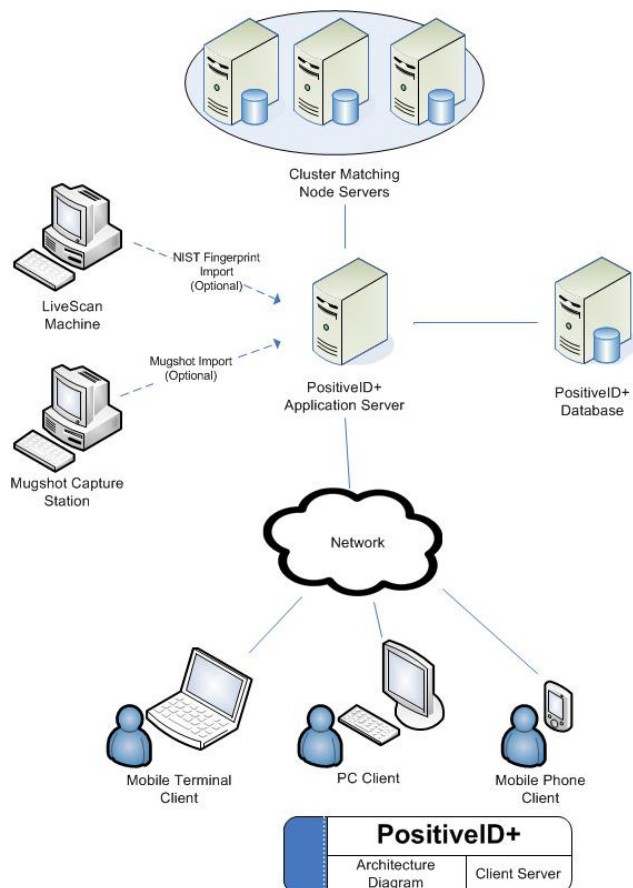 Cluster Matching
Node Servers
NIST Fingerprint
Import
(Optional)
LiveScan
Machine
Mugshot Import
(Optional)
PositiveID+
Application Server
PositiveID+
Database
Mugshot Capture
Station
Network
Mobile Terminal
Client
PC Client
Mobile Phone
Client
PositiveID+
Architecture
Diagram
Client Server